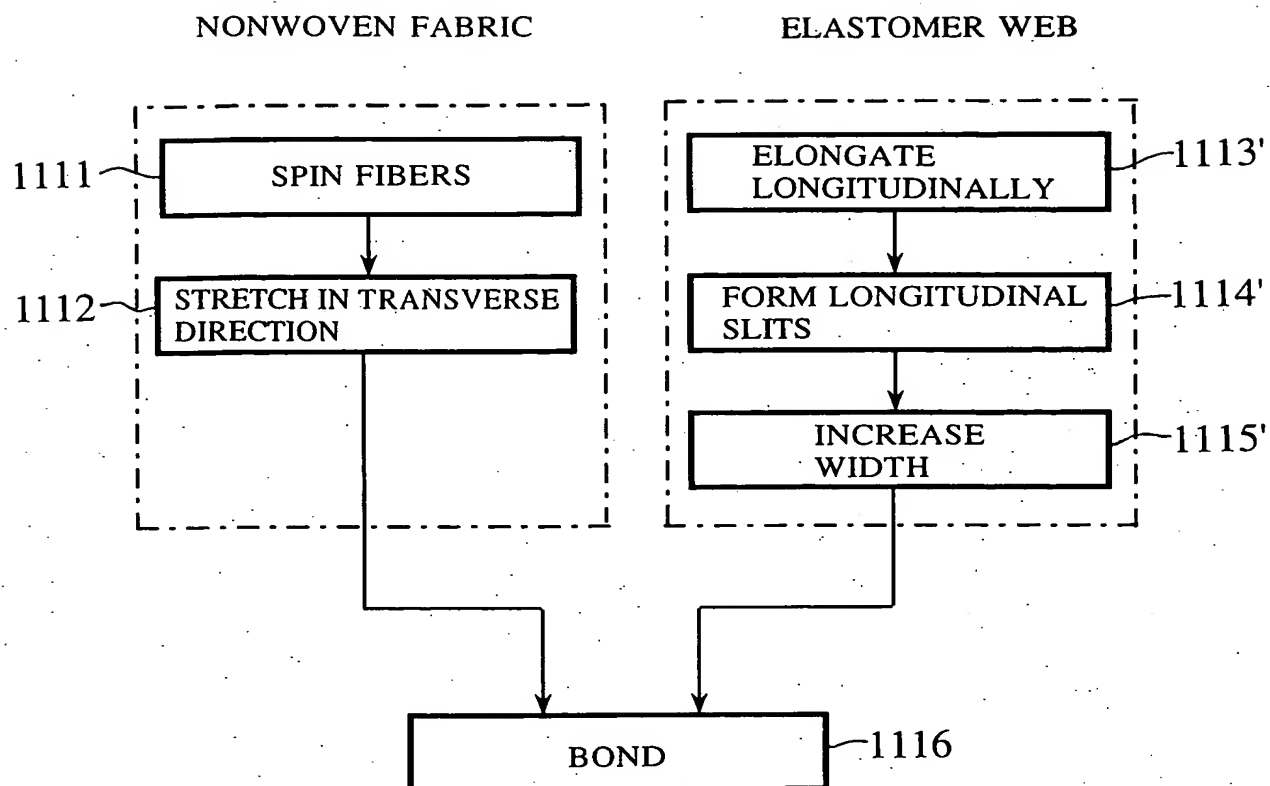 NONWOVEN FABRIC
ELASTOMER WEB
1111
SPIN FIBERS
ELONGATE
LONGITUDINALLY
1113'
1112
STRETCH IN TRANSVERSE
DIRECTION
FORM LONGITUDINAL
SLITS
1114'
INCREASE
WIDTH
1115'
BOND
1116